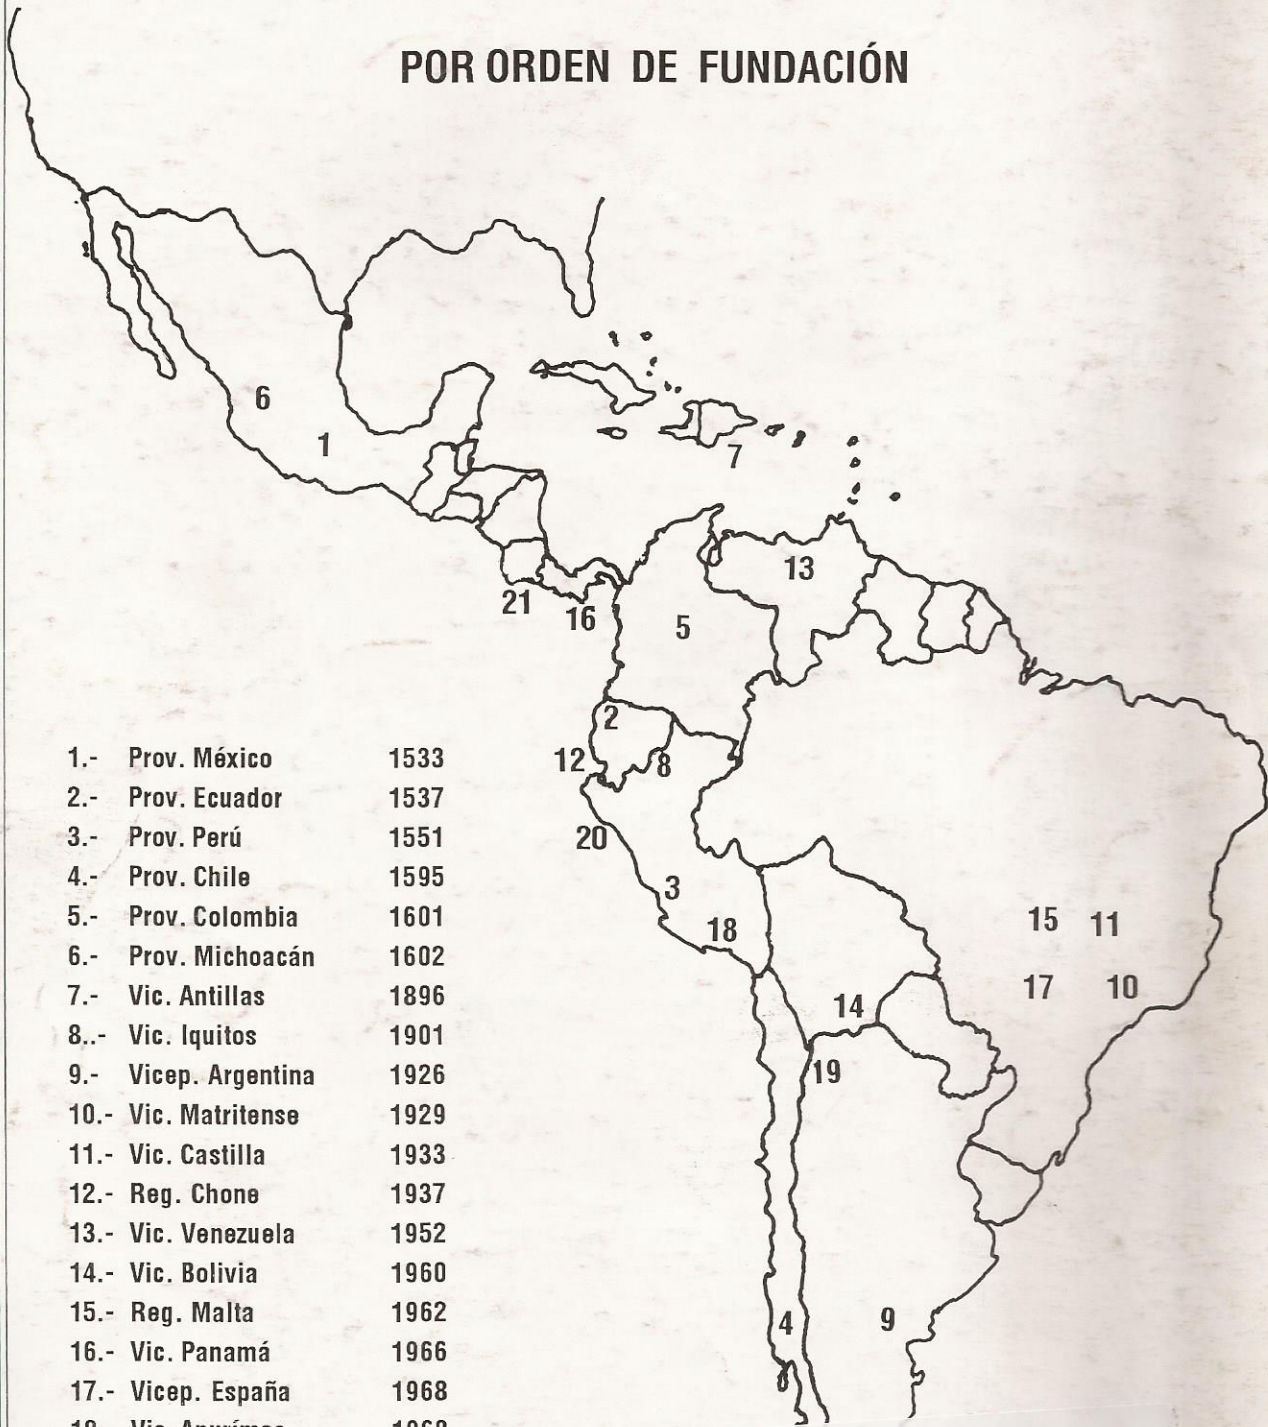 POR ORDEN DE FUNDACIÓN
6
1
7
13
21
16
5
2
12
8
20
3
18
15 11
17 10
14
19
4
9
1.- Prov. México 1533
2.- Prov. Ecuador 1537
3.- Prov. Perú 1551
4.- Prov. Chile 1595
5.- Prov. Colombia 1601
6.- Prov. Michoacán 1602
7.- Vic. Antillas 1896
8..- Vic. Iquitos 1901
9.- Vicep. Argentina 1926
10.- Vic. Matritense 1929
11.- Vic. Castilla 1933
12.- Reg. Chone 1937
13.- Vic. Venezuela 1952
14.- Vic. Bolivia 1960
15.- Reg. Malta 1962
16.- Vic. Panamá 1966
17.- Vicep. España 1968
18.- Vic. Apurímac 1968